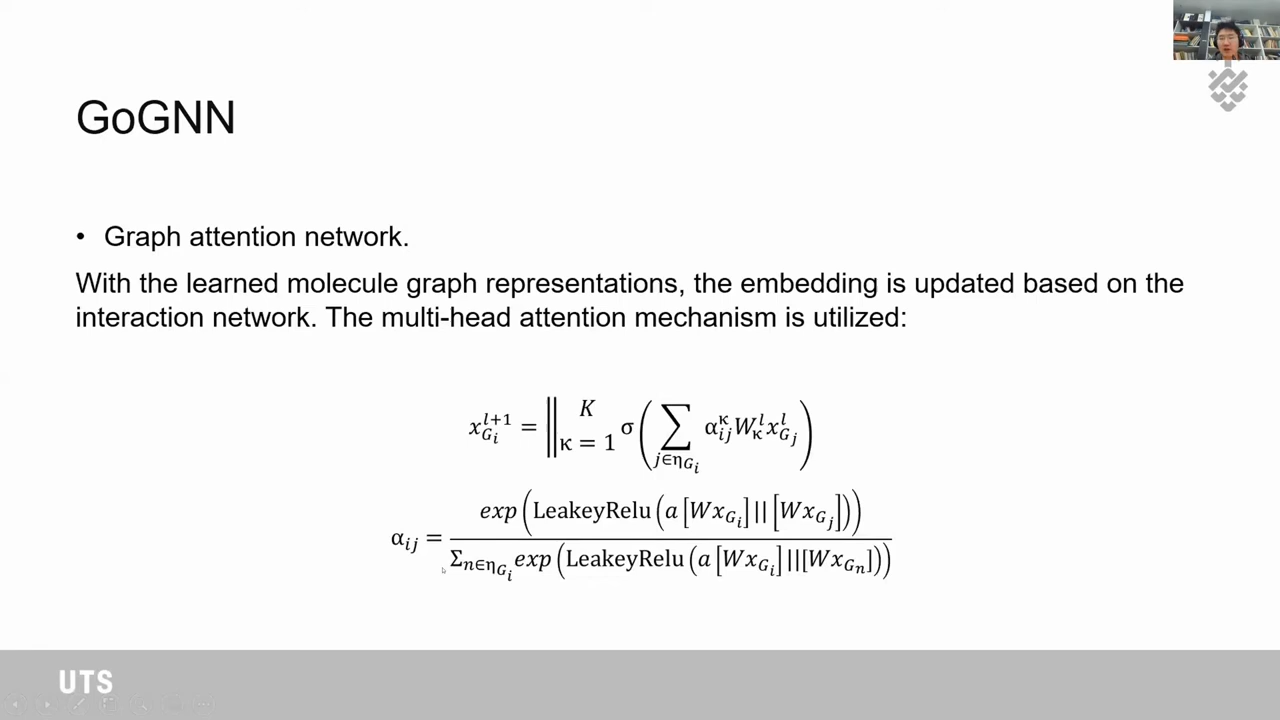 GoGNN
• Graph attention network.
With the learned molecule graph representations, the embedding is updated based on the
interaction network. The multi-head attention mechanism is utilized:
x_{G_i}^{l+1} = ‖_{κ=1}^{K} σ(∑_{j∈η_{G_i}} α_{ij}^{κ} W_κ^l x_{G_j}^l)
α_{ij} = exp(LeakeyRelu(a[Wx_{G_i}]||[Wx_{G_j}])) / Σ_{n∈η_{G_i}} exp(LeakeyRelu(a[Wx_{G_i}]||[Wx_{G_n}]))
UTS